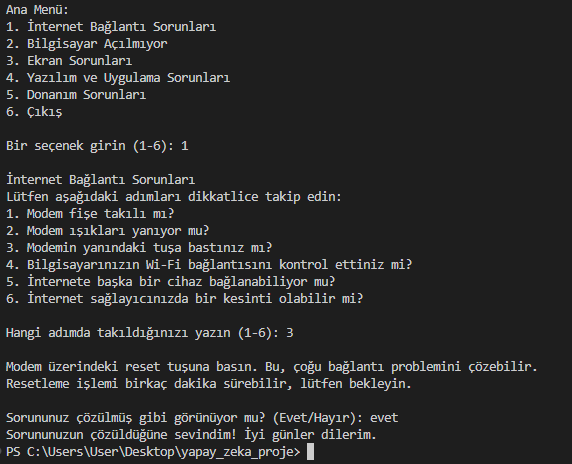 Ana Menü:
1. İnternet Bağlantı Sorunları
2. Bilgisayar Açılmıyor
3. Ekran Sorunları
4. Yazılım ve Uygulama Sorunları
5. Donanım Sorunları
6. Çıkış
Bir seçenek girin (1-6): 1
İnternet Bağlantı Sorunları
Lütfen aşağıdaki adımları dikkatlice takip edin:
1. Modem fişe takılı mı?
2. Modem ışıkları yanıyor mu?
3. Modemin yanındaki tuşa bastınız mı?
4. Bilgisayarınızın Wi-Fi bağlantısını kontrol ettiniz mi?
5. İnternete başka bir cihaz bağlanabiliyor mu?
6. İnternet sağlayıcınızda bir kesinti olabilir mi?
Hangi adımda takıldığınızı yazın (1-6): 3
Modem üzerindeki reset tuşuna basın. Bu, çoğu bağlantı problemini çözebilir.
Resetleme işlemi birkaç dakika sürebilir, lütfen bekleyin.
Sorununuz çözülmüş gibi görünüyor mu? (Evet/Hayır): evet
Sorununuzun çözüldüğüne sevindim! İyi günler dilerim.
PS C:\Users\User\Desktop\yapay_zeka_proje>